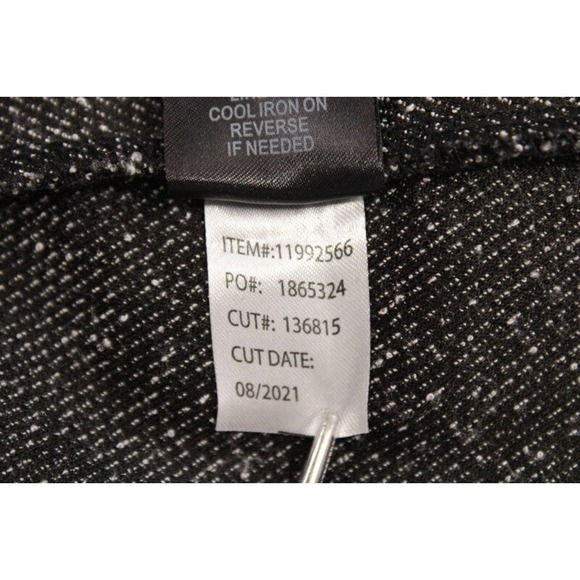 COOL IRON ON
REVERSE
IF NEEDED
ITEM#:11992566
PO#: 1865324
CUT#: 136815
CUT DATE:
08/2021